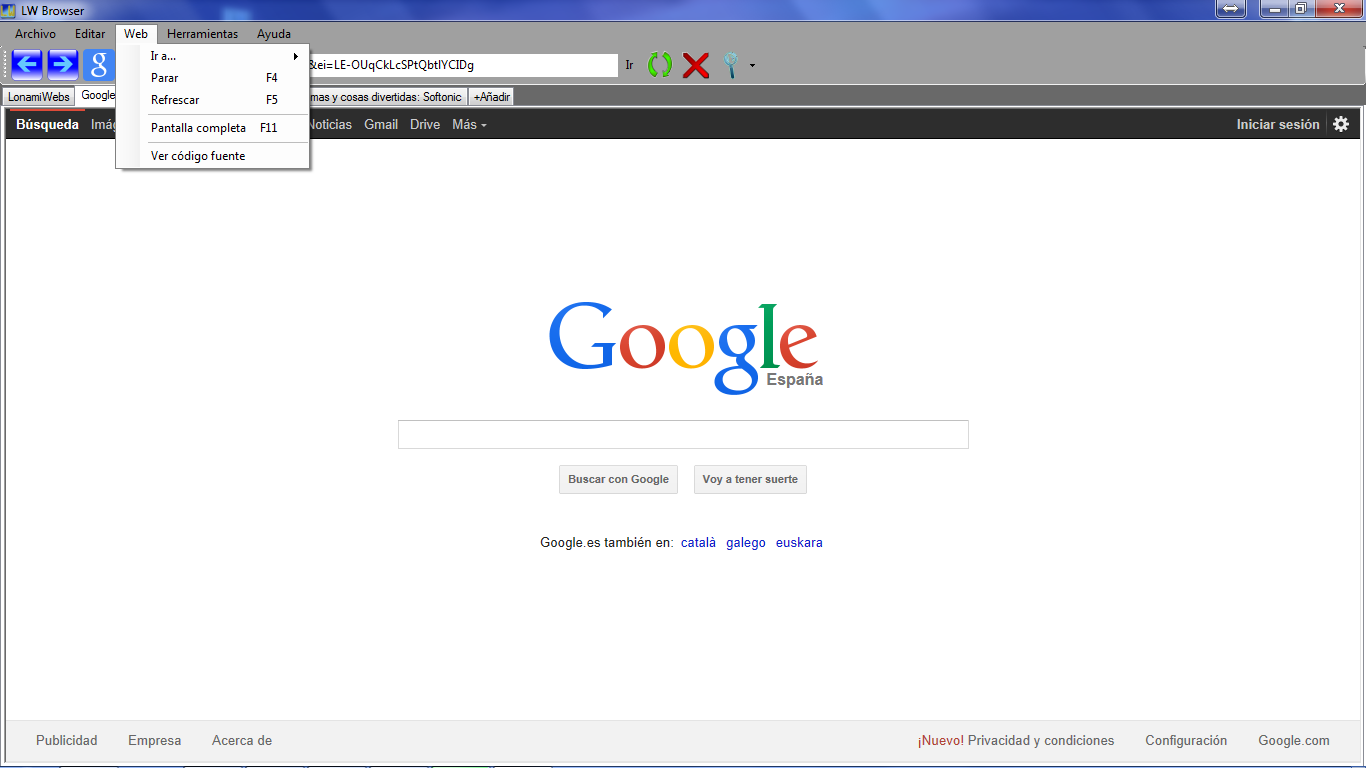 LW Browser
Archivo Editar Web Herramientas Ayuda
Ir a...
Parar F4
Refrescar F5
Pantalla completa F11
Ver código fuente
g &ei=LE-OUqCkLcSPtQbtlYCIDg Ir
LonamiWebs Google mas y cosas divertidas: Softonic +Añadir
Búsqueda Imág Noticias Gmail Drive Más Iniciar sesión
Google
España
Buscar con Google Voy a tener suerte
Google.es también en: català galego euskara
Publicidad Empresa Acerca de ¡Nuevo! Privacidad y condiciones Configuración Google.com